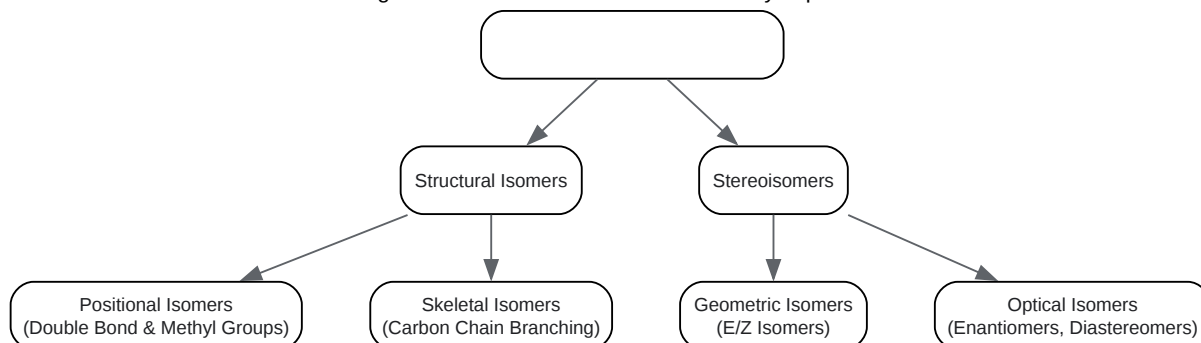 Structural Isomers
Stereoisomers
Positional Isomers
(Double Bond & Methyl Groups)
Skeletal Isomers
(Carbon Chain Branching)
Geometric Isomers
(E/Z Isomers)
Optical Isomers
(Enantiomers, Diastereomers)